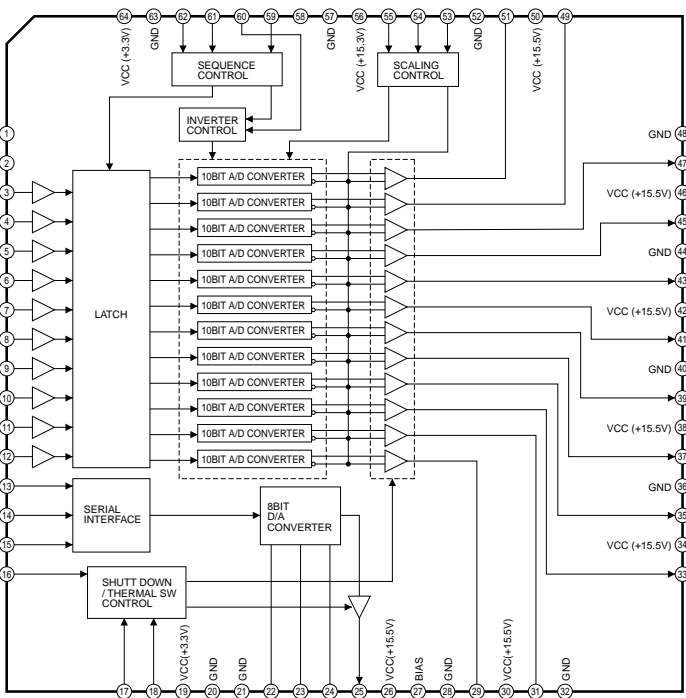 64 63 62 61 60 59 58 57 56 55 54 53 52 51 50 49
VCC (+3.3V)
GND
GND
VCC (+15.3V)
GND
VCC (+15.5V)
SEQUENCE
CONTROL
SCALING
CONTROL
INVERTER
CONTROL
1
2
3
4
5
6
7
8
9
10
11
12
13
14
15
16
LATCH
10BIT A/D CONVERTER
10BIT A/D CONVERTER
10BIT A/D CONVERTER
10BIT A/D CONVERTER
10BIT A/D CONVERTER
10BIT A/D CONVERTER
10BIT A/D CONVERTER
10BIT A/D CONVERTER
10BIT A/D CONVERTER
10BIT A/D CONVERTER
10BIT A/D CONVERTER
10BIT A/D CONVERTER
GND 48
47
VCC (+15.5V) 46
45
GND 44
43
VCC (+15.5V) 42
41
GND 40
39
VCC (+15.5V) 38
37
GND 36
35
VCC (+15.5V) 34
33
SERIAL
INTERFACE
8BIT
D/A
CONVERTER
SHUTT DOWN
/ THERMAL SW
CONTROL
VCC(+3.3V)
GND
GND
VCC(+15.5V)
BIAS
GND
VCC(+15.5V)
GND
17 18 19 20 21 22 23 24 25 26 27 28 29 30 31 32